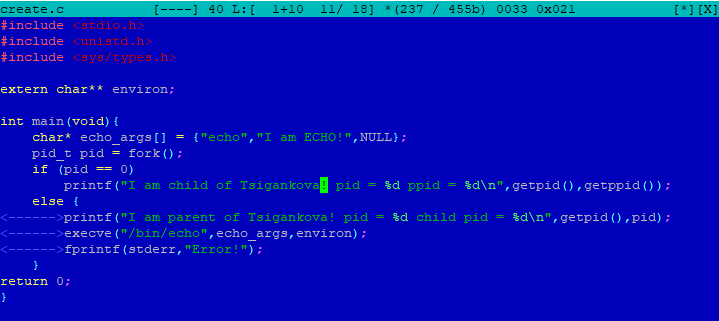 create.c [----] 40 L:[ 1+10 11/ 18] *(237 / 455b) 0033 0x021 [*][X]
#include <stdio.h>
#include <unistd.h>
#include <sys/types.h>
extern char** environ;
int main(void){
    char* echo_args[] = {"echo","I am ECHO!",NULL};
    pid_t pid = fork();
    if (pid == 0)
        printf("I am child of Tsigankova! pid = %d ppid = %d\n",getpid(),getppid());
    else {
<------>printf("I am parent of Tsigankova! pid = %d child pid = %d\n",getpid(),pid);
<------>execve("/bin/echo",echo_args,environ);
<------>fprintf(stderr,"Error!");
    }
return 0;
}